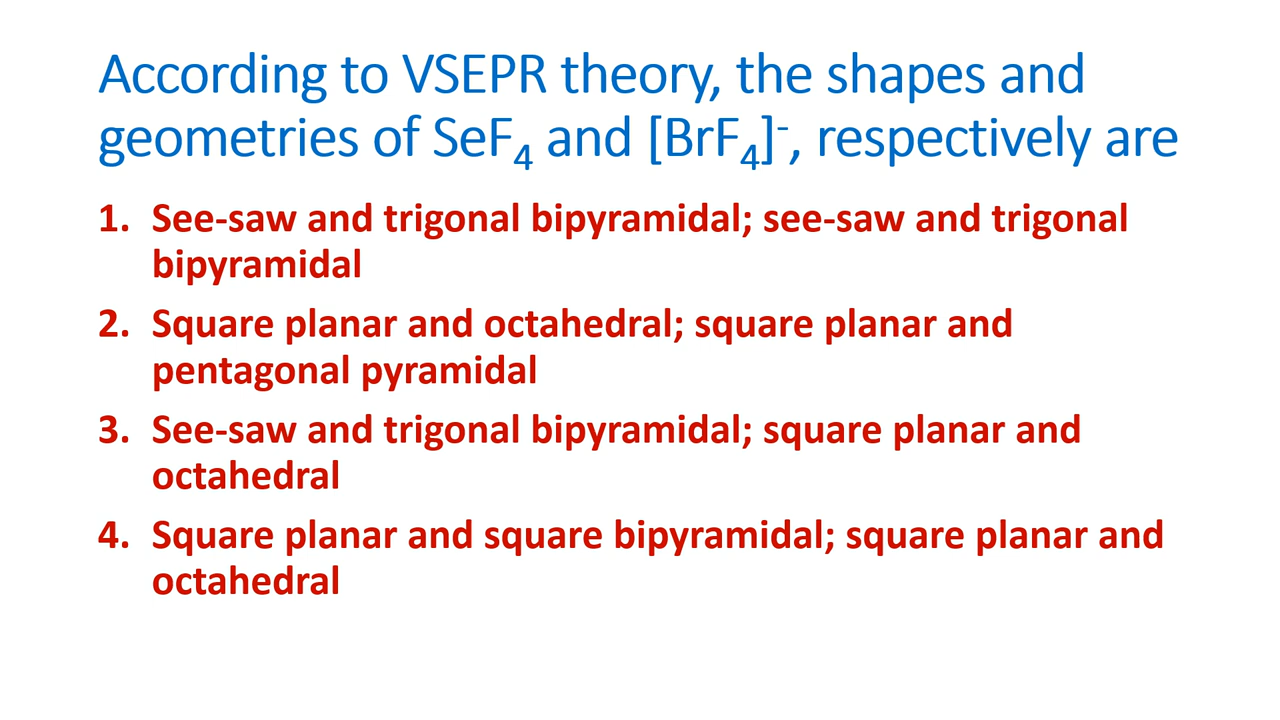 According to VSEPR theory, the shapes and
geometries of SeF₄ and [BrF₄]⁻, respectively are
1. See-saw and trigonal bipyramidal; see-saw and trigonal
bipyramidal
2. Square planar and octahedral; square planar and
pentagonal pyramidal
3. See-saw and trigonal bipyramidal; square planar and
octahedral
4. Square planar and square bipyramidal; square planar and
octahedral